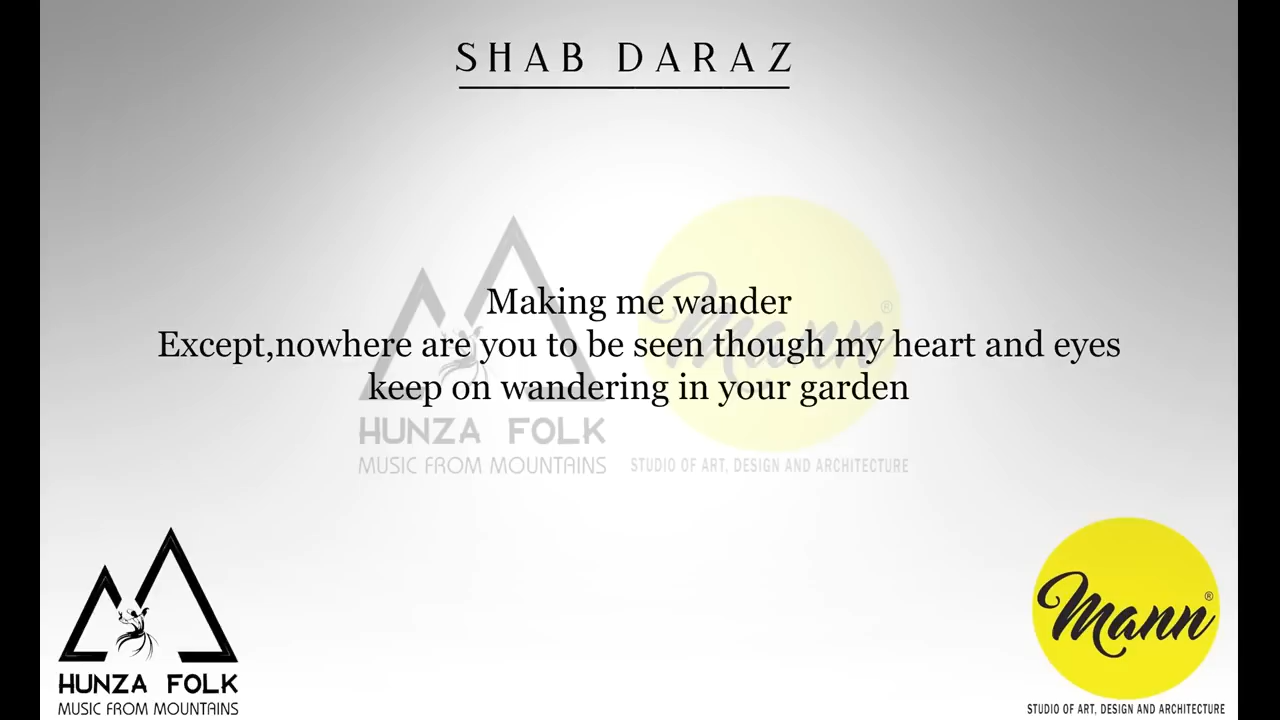 SHAB DARAZ
Making me wander
Except,nowhere are you to be seen though my heart and eyes
keep on wandering in your garden
Mann®
HUNZA FOLK
MUSIC FROM MOUNTAINS
STUDIO OF ART, DESIGN AND ARCHITECTURE
HUNZA FOLK
MUSIC FROM MOUNTAINS
Mann®
STUDIO OF ART, DESIGN AND ARCHITECTURE